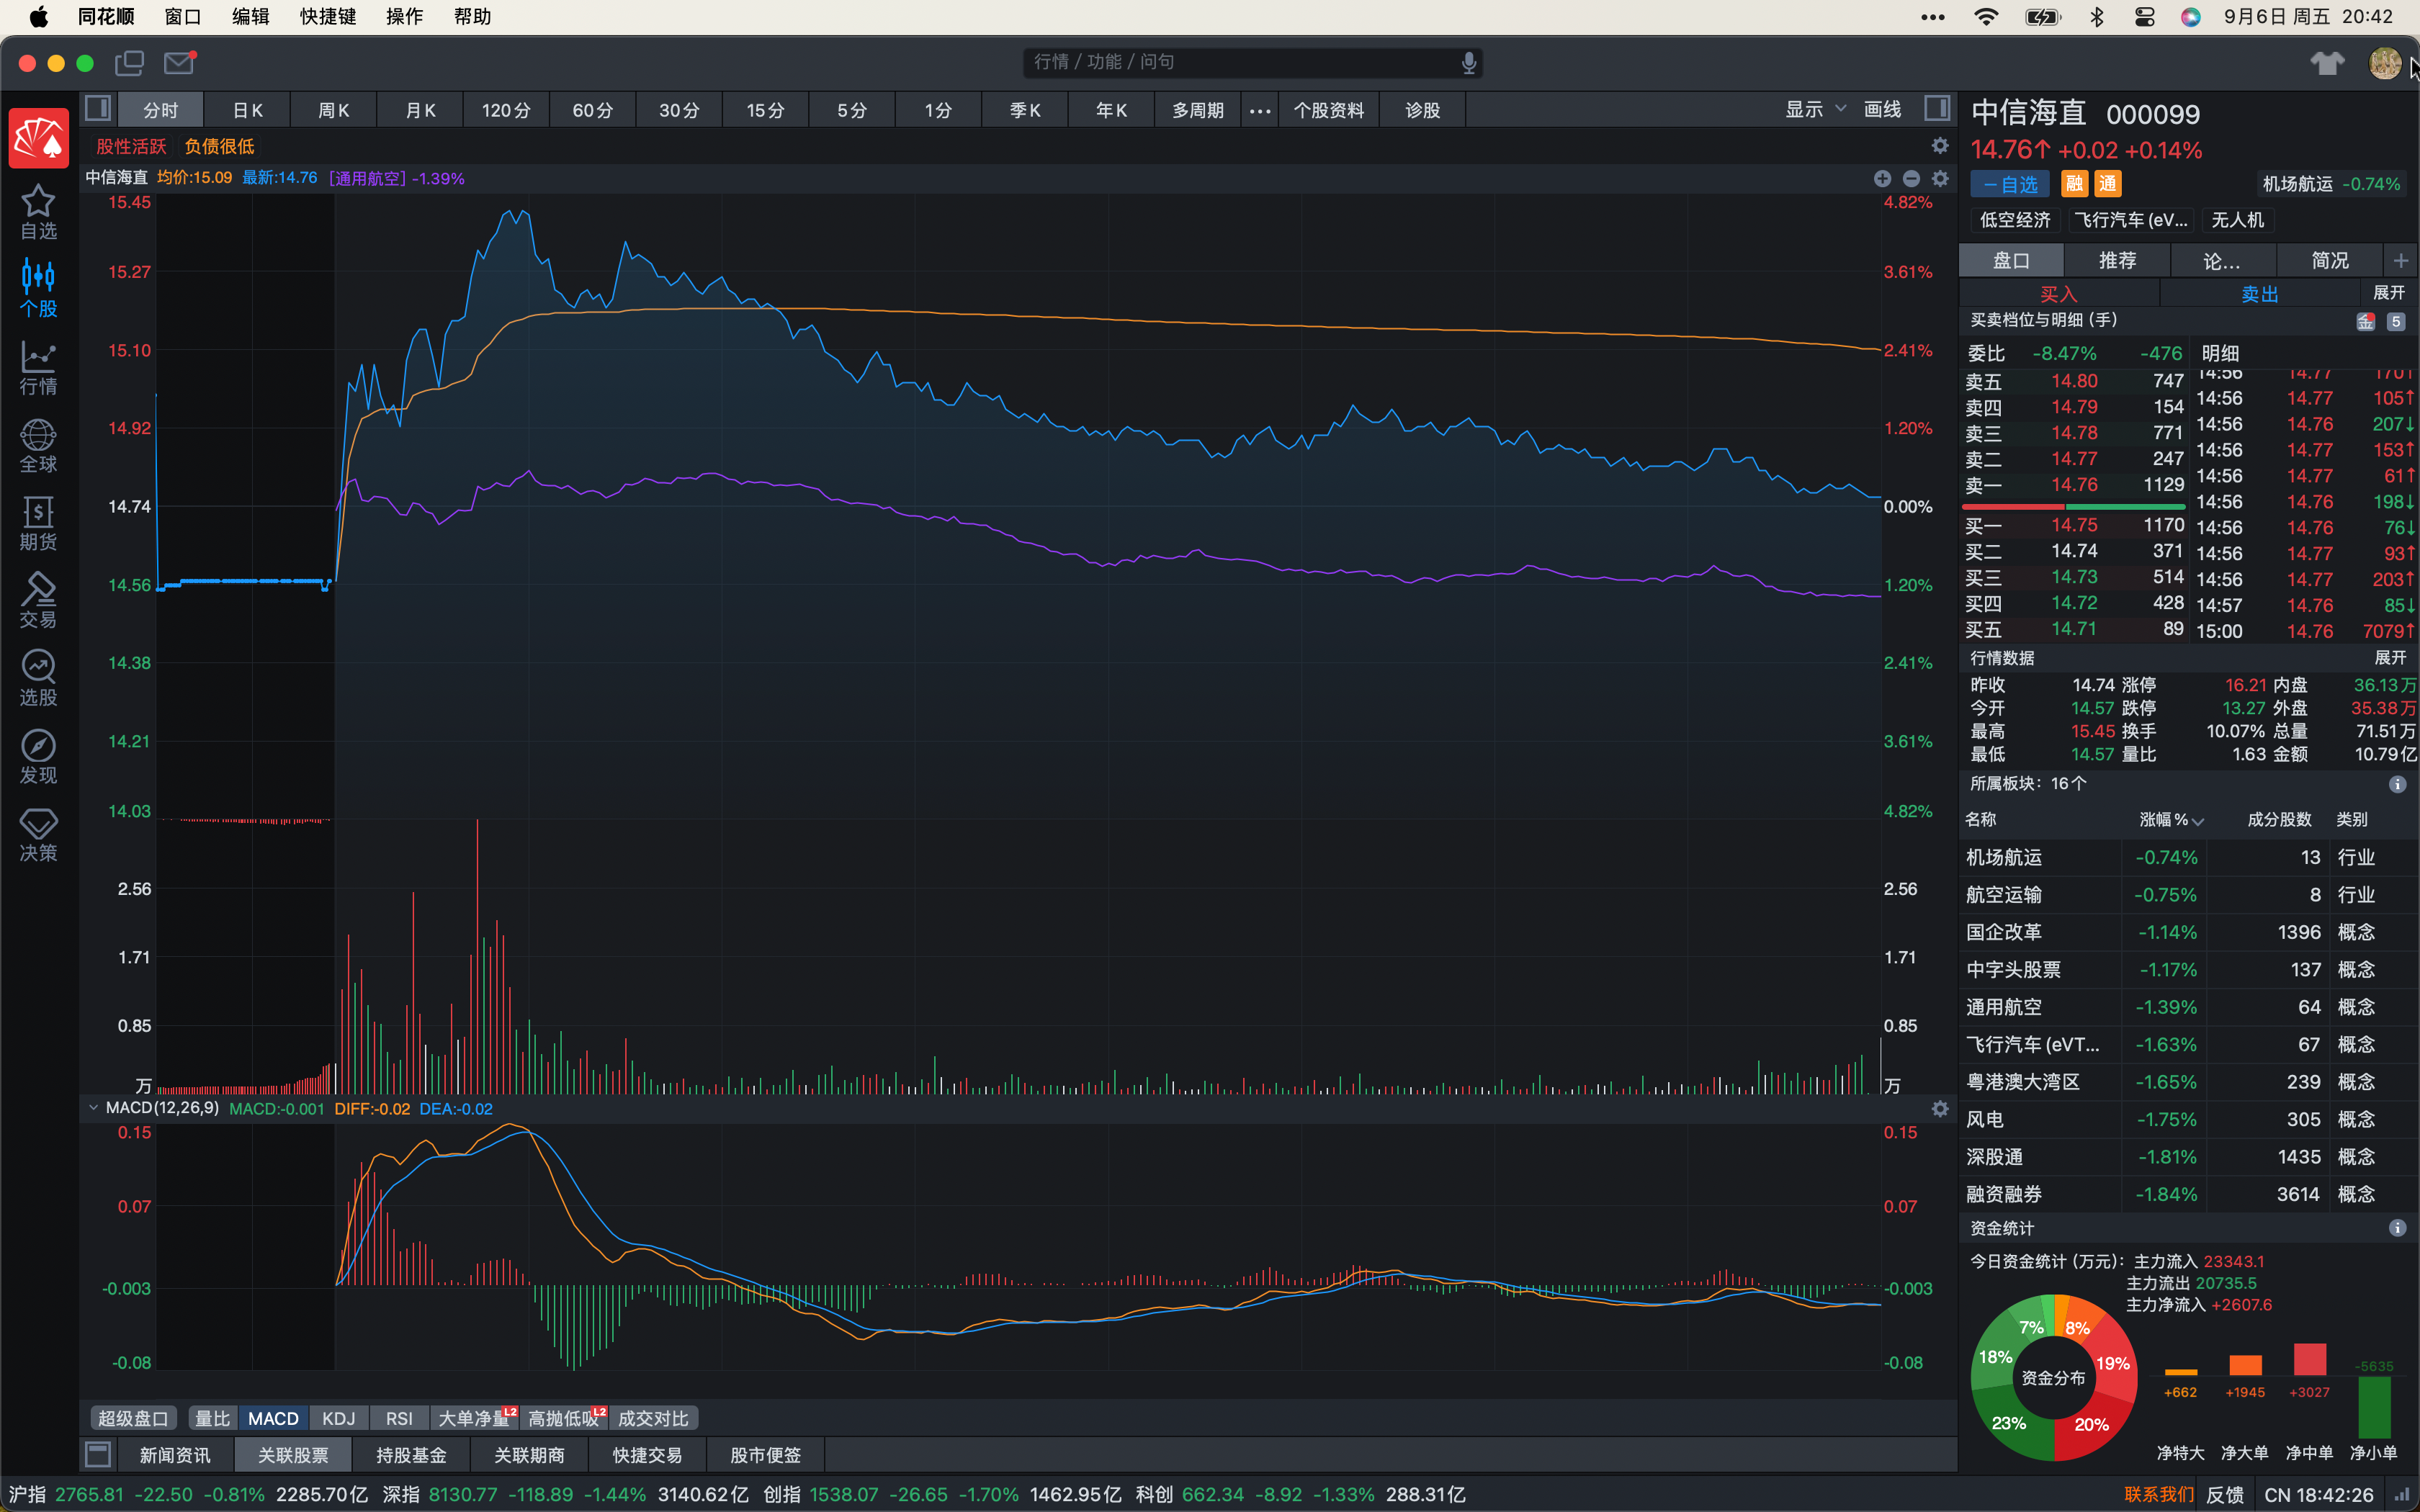 同花顺 窗口 编辑 快捷键 操作 帮助 9月6日 周五 20:42
行情 / 功能 / 问句
分时 日K 周K 月K 120分 60分 30分 15分 5分 1分 季K 年K 多周期 个股资料 诊股 显示 画线
股性活跃 负债很低
中信海直 均价:15.09 最新:14.76 [通用航空] -1.39%
自选
个股
行情
全球
期货
交易
选股
发现
决策
15.45 4.82%
15.27 3.61%
15.10 2.41%
14.92 1.20%
14.74 0.00%
14.56 1.20%
14.38 2.41%
14.21 3.61%
14.03 4.82%
2.56 2.56
1.71 1.71
0.85 0.85
万 万
MACD(12,26,9) MACD:-0.001 DIFF:-0.02 DEA:-0.02
0.15 0.15
0.07 0.07
-0.003 -0.003
-0.08 -0.08
超级盘口 量比 MACD KDJ RSI 大单净量 L2 高抛低吸 L2 成交对比
新闻资讯 关联股票 持股基金 关联期商 快捷交易 股市便签
中信海直 000099
14.76↑ +0.02 +0.14%
一自选 融 通 机场航运 -0.74%
低空经济 飞行汽车(eV... 无人机
盘口 推荐 论... 简况 +
买入 卖出 展开
买卖档位与明细 (手) 5
委比 -8.47% -476 明细
卖五 14.80 747
卖四 14.79 154
卖三 14.78 771
卖二 14.77 247
卖一 14.76 1129
买一 14.75 1170
买二 14.74 371
买三 14.73 514
买四 14.72 428
买五 14.71 89
14:56 14.77 170↑
14:56 14.77 105↑
14:56 14.76 207↓
14:56 14.77 153↑
14:56 14.77 61↑
14:56 14.76 198↓
14:56 14.76 76↓
14:56 14.77 93↑
14:56 14.77 203↑
14:57 14.76 85↓
15:00 14.76 7079↑
行情数据 展开
昨收 14.74 涨停 16.21 内盘 36.13万
今开 14.57 跌停 13.27 外盘 35.38万
最高 15.45 换手 10.07% 总量 71.51万
最低 14.57 量比 1.63 金额 10.79亿
所属板块：16个
名称 涨幅% 成分股数 类别
机场航运 -0.74% 13 行业
航空运输 -0.75% 8 行业
国企改革 -1.14% 1396 概念
中字头股票 -1.17% 137 概念
通用航空 -1.39% 64 概念
飞行汽车(eVT... -1.63% 67 概念
粤港澳大湾区 -1.65% 239 概念
风电 -1.75% 305 概念
深股通 -1.81% 1435 概念
融资融券 -1.84% 3614 概念
资金统计
今日资金统计 (万元)：主力流入 23343.1
主力流出 20735.5
主力净流入 +2607.6
7% 8%
18% 19%
资金分布
23% 20%
+662 +1945 +3027 -5635
净特大 净大单 净中单 净小单
沪指 2765.81 -22.50 -0.81% 2285.70亿 深指 8130.77 -118.89 -1.44% 3140.62亿 创指 1538.07 -26.65 -1.70% 1462.95亿 科创 662.34 -8.92 -1.33% 288.31亿 联系我们 反馈 CN 18:42:26